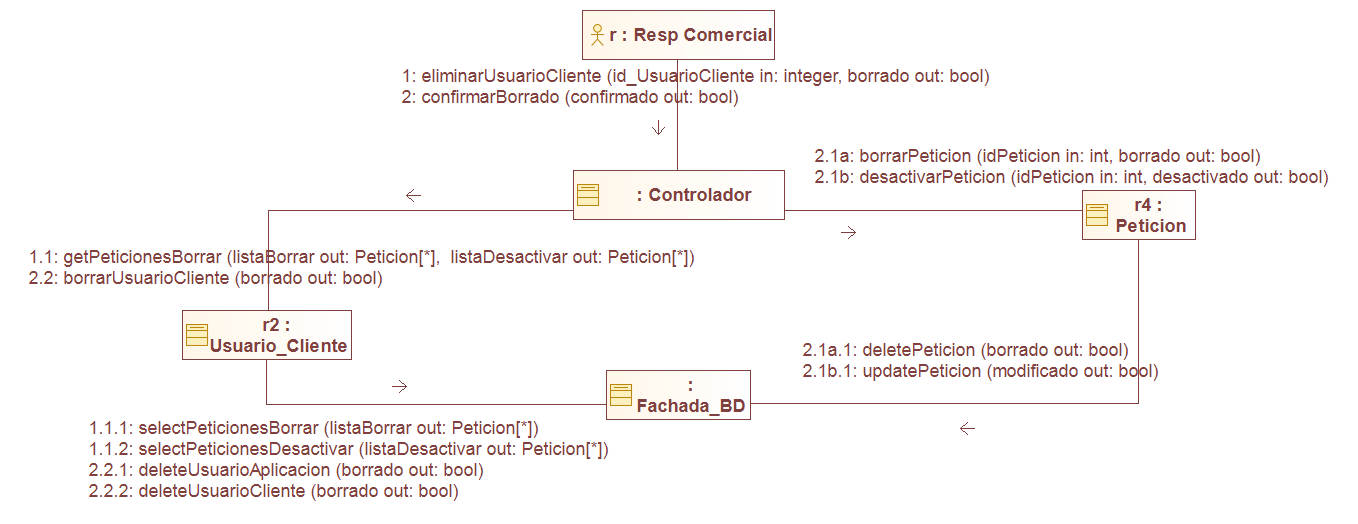 r : Resp Comercial
1: eliminarUsuarioCliente (id_UsuarioCliente in: integer, borrado out: bool)
2: confirmarBorrado (confirmado out: bool)
2.1a: borrarPeticion (idPeticion in: int, borrado out: bool)
2.1b: desactivarPeticion (idPeticion in: int, desactivado out: bool)
: Controlador
r4 :
Peticion
1.1: getPeticionesBorrar (listaBorrar out: Peticion[*], listaDesactivar out: Peticion[*])
2.2: borrarUsuarioCliente (borrado out: bool)
r2 :
Usuario_Cliente
2.1a.1: deletePeticion (borrado out: bool)
2.1b.1: updatePeticion (modificado out: bool)
:
Fachada_BD
1.1.1: selectPeticionesBorrar (listaBorrar out: Peticion[*])
1.1.2: selectPeticionesDesactivar (listaDesactivar out: Peticion[*])
2.2.1: deleteUsuarioAplicacion (borrado out: bool)
2.2.2: deleteUsuarioCliente (borrado out: bool)